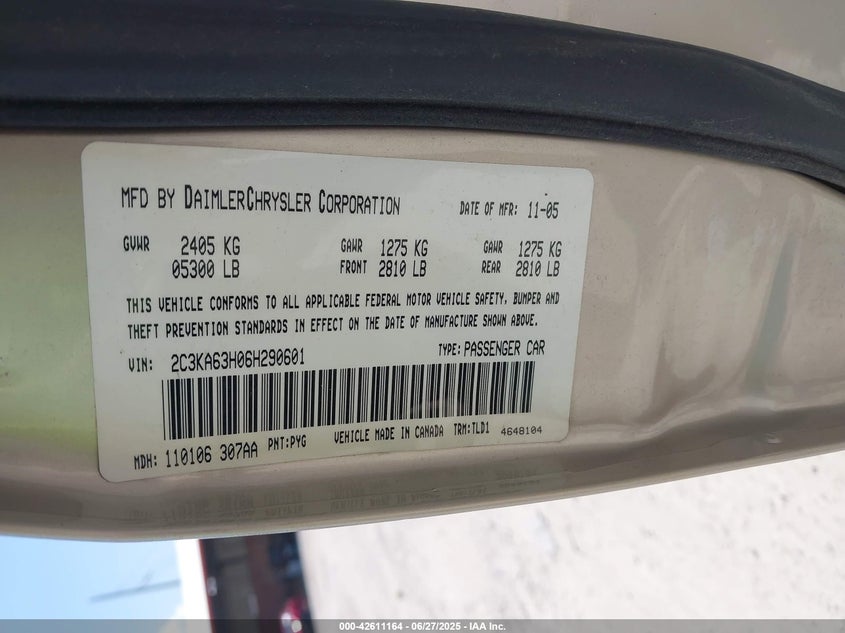 MFD BY DAIMLERCHRYSLER CORPORATION DATE OF MFR: 11-05
GVWR 2405 KG GAWR 1275 KG GAWR 1275 KG
05300 LB FRONT 2810 LB REAR 2810 LB
THIS VEHICLE CONFORMS TO ALL APPLICABLE FEDERAL MOTOR VEHICLE SAFETY, BUMPER AND
THEFT PREVENTION STANDARDS IN EFFECT ON THE DATE OF MANUFACTURE SHOWN ABOVE.
VIN: 2C3KA63H06H290601 TYPE: PASSENGER CAR
MDH: 110106 307AA PNT: PYG VEHICLE MADE IN CANADA TRM: TLD1 4648104
000-42611164 | 06/27/2025 | IAA Inc.